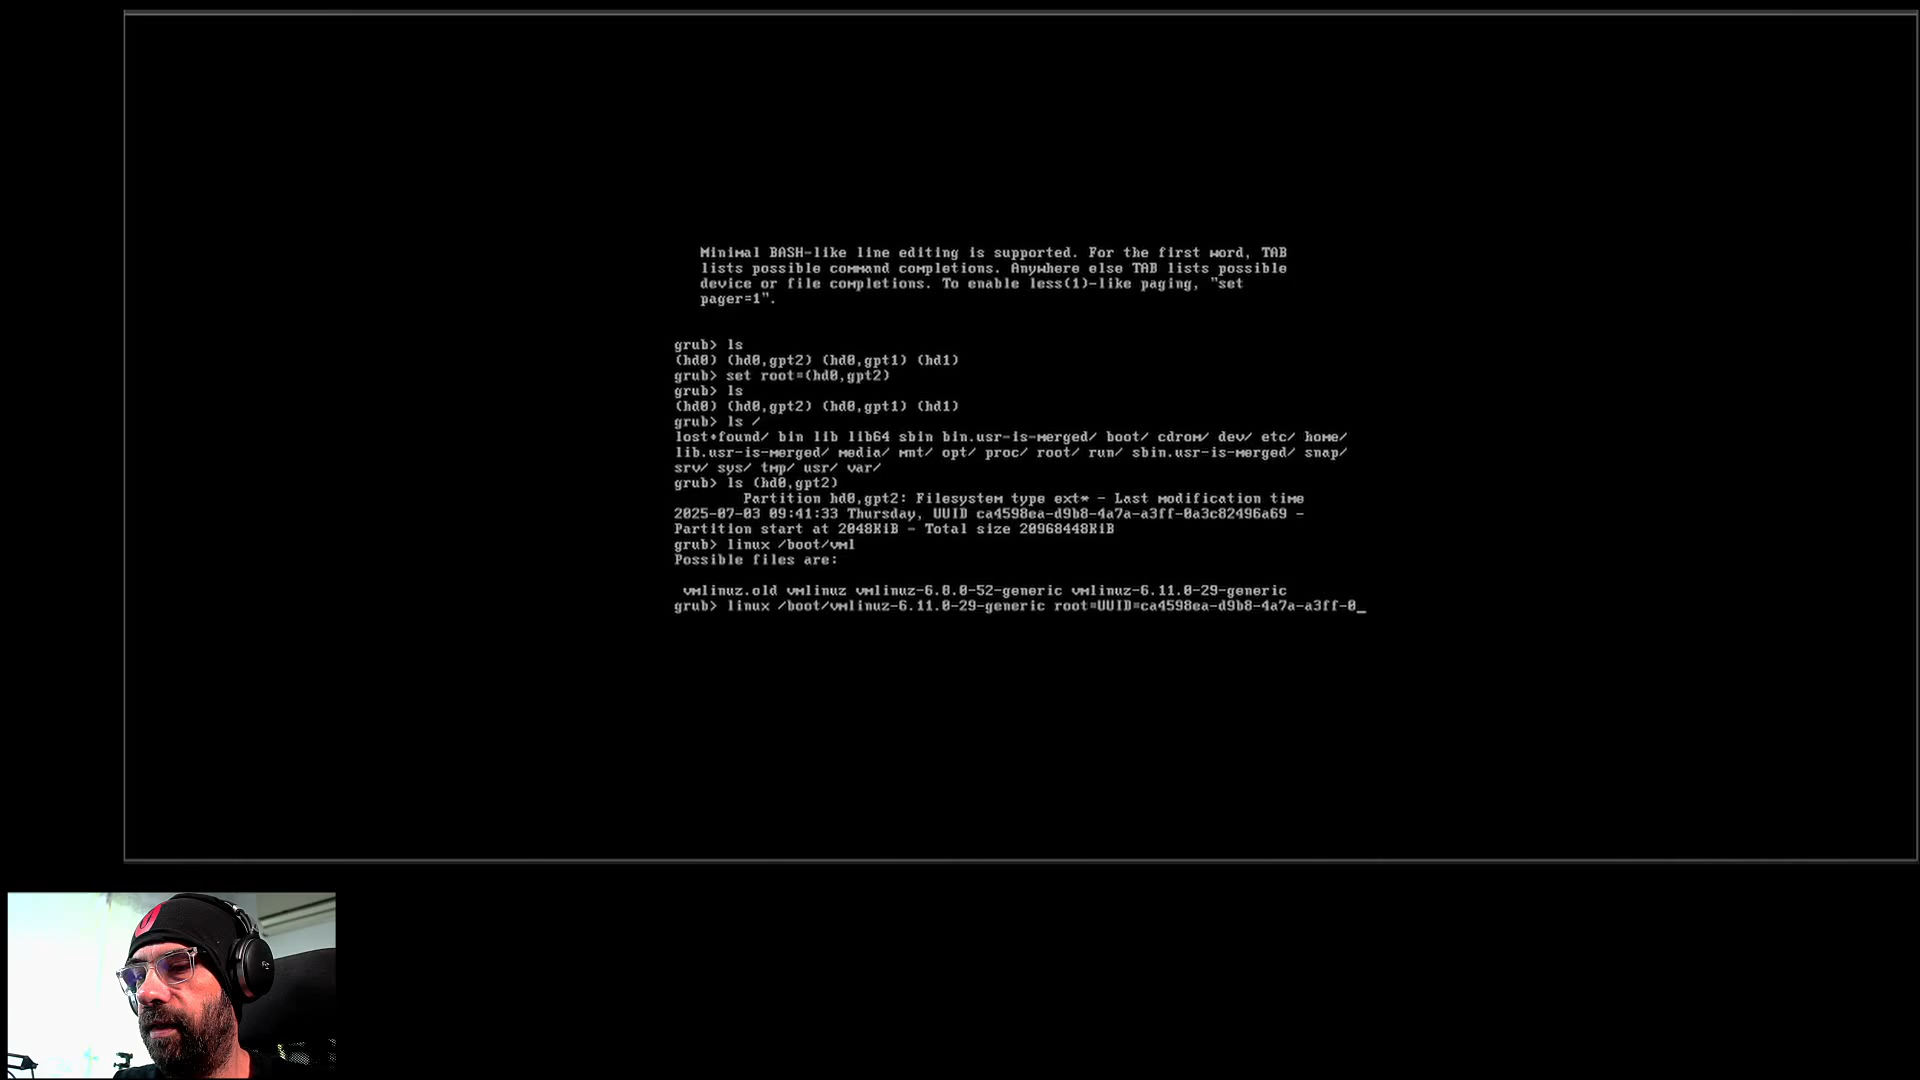 Minimal BASH-like line editing is supported. For the first word, TAB
lists possible command completions. Anywhere else TAB lists possible
device or file completions. To enable less(1)-like paging, "set
pager=1".
grub> ls
(hd0) (hd0,gpt2) (hd0,gpt1) (hd1)
grub> set root=(hd0,gpt2)
grub> ls
(hd0) (hd0,gpt2) (hd0,gpt1) (hd1)
grub> ls /
lost+found/ bin lib lib64 sbin bin.usr-is-merged/ boot/ cdrom/ dev/ etc/ home/
lib.usr-is-merged/ media/ mnt/ opt/ proc/ root/ run/ sbin.usr-is-merged/ snap/
srv/ sys/ tmp/ usr/ var/
grub> ls (hd0,gpt2)
Partition hd0,gpt2: Filesystem type ext* - Last modification time
2025-07-03 09:41:33 Thursday, UUID ca4598ea-d9b8-4a7a-a3ff-0a3c82496a69 -
Partition start at 2048KiB - Total size 20968448KiB
grub> linux /boot/vml
Possible files are:
vmlinuz.old vmlinuz vmlinuz-6.8.0-52-generic vmlinuz-6.11.0-29-generic
grub> linux /boot/vmlinuz-6.11.0-29-generic root=UUID=ca4598ea-d9b8-4a7a-a3ff-0_